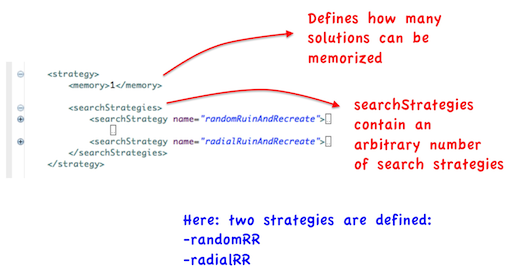 Defines how many
solutions can be
memorized
<strategy>
<memory>1</memory>
<searchStrategies>
<searchStrategy name="randomRuinAndRecreate">
<searchStrategy name="radialRuinAndRecreate">
</searchStrategies>
</strategy>
searchStrategies
contain an
arbitrary number
of search strategies
Here: two strategies are defined:
-randomRR
-radialRR